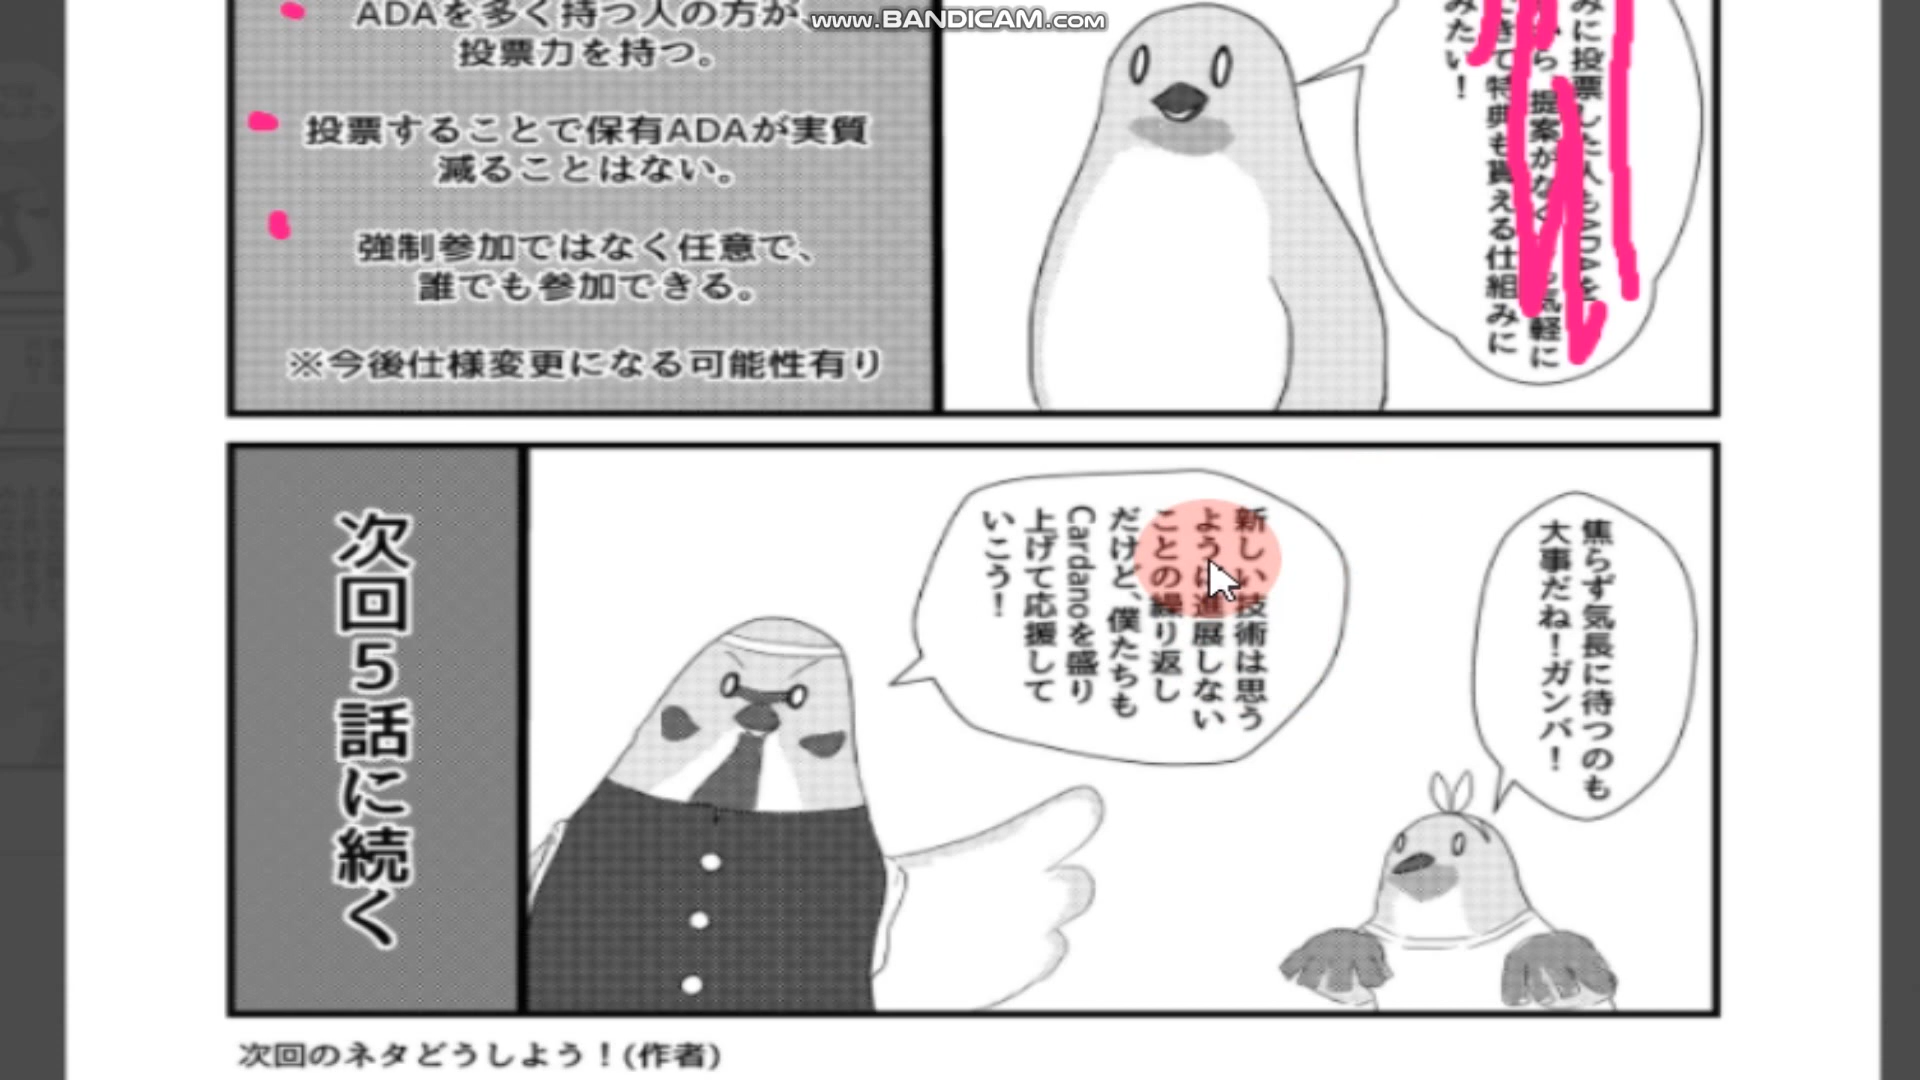 www.BANDICAM.com
みに投票した人もADAを
提案がなく
気軽に
きて特典も貰える仕組みに
みたい！
ADAを多く持つ人の方が、
投票力を持つ。
投票することで保有ADAが実質
減ることはない。
強制参加ではなく任意で、
誰でも参加できる。
※今後仕様変更になる可能性有り
焦らず気長に待つのも
大事だね！ガンバ！
新しい技術は思う
ように進展しない
ことの繰り返し
だけど、僕たちも
Cardanoを盛り
上げて応援して
いこう！
次回５話に続く
次回のネタどうしよう！(作者)